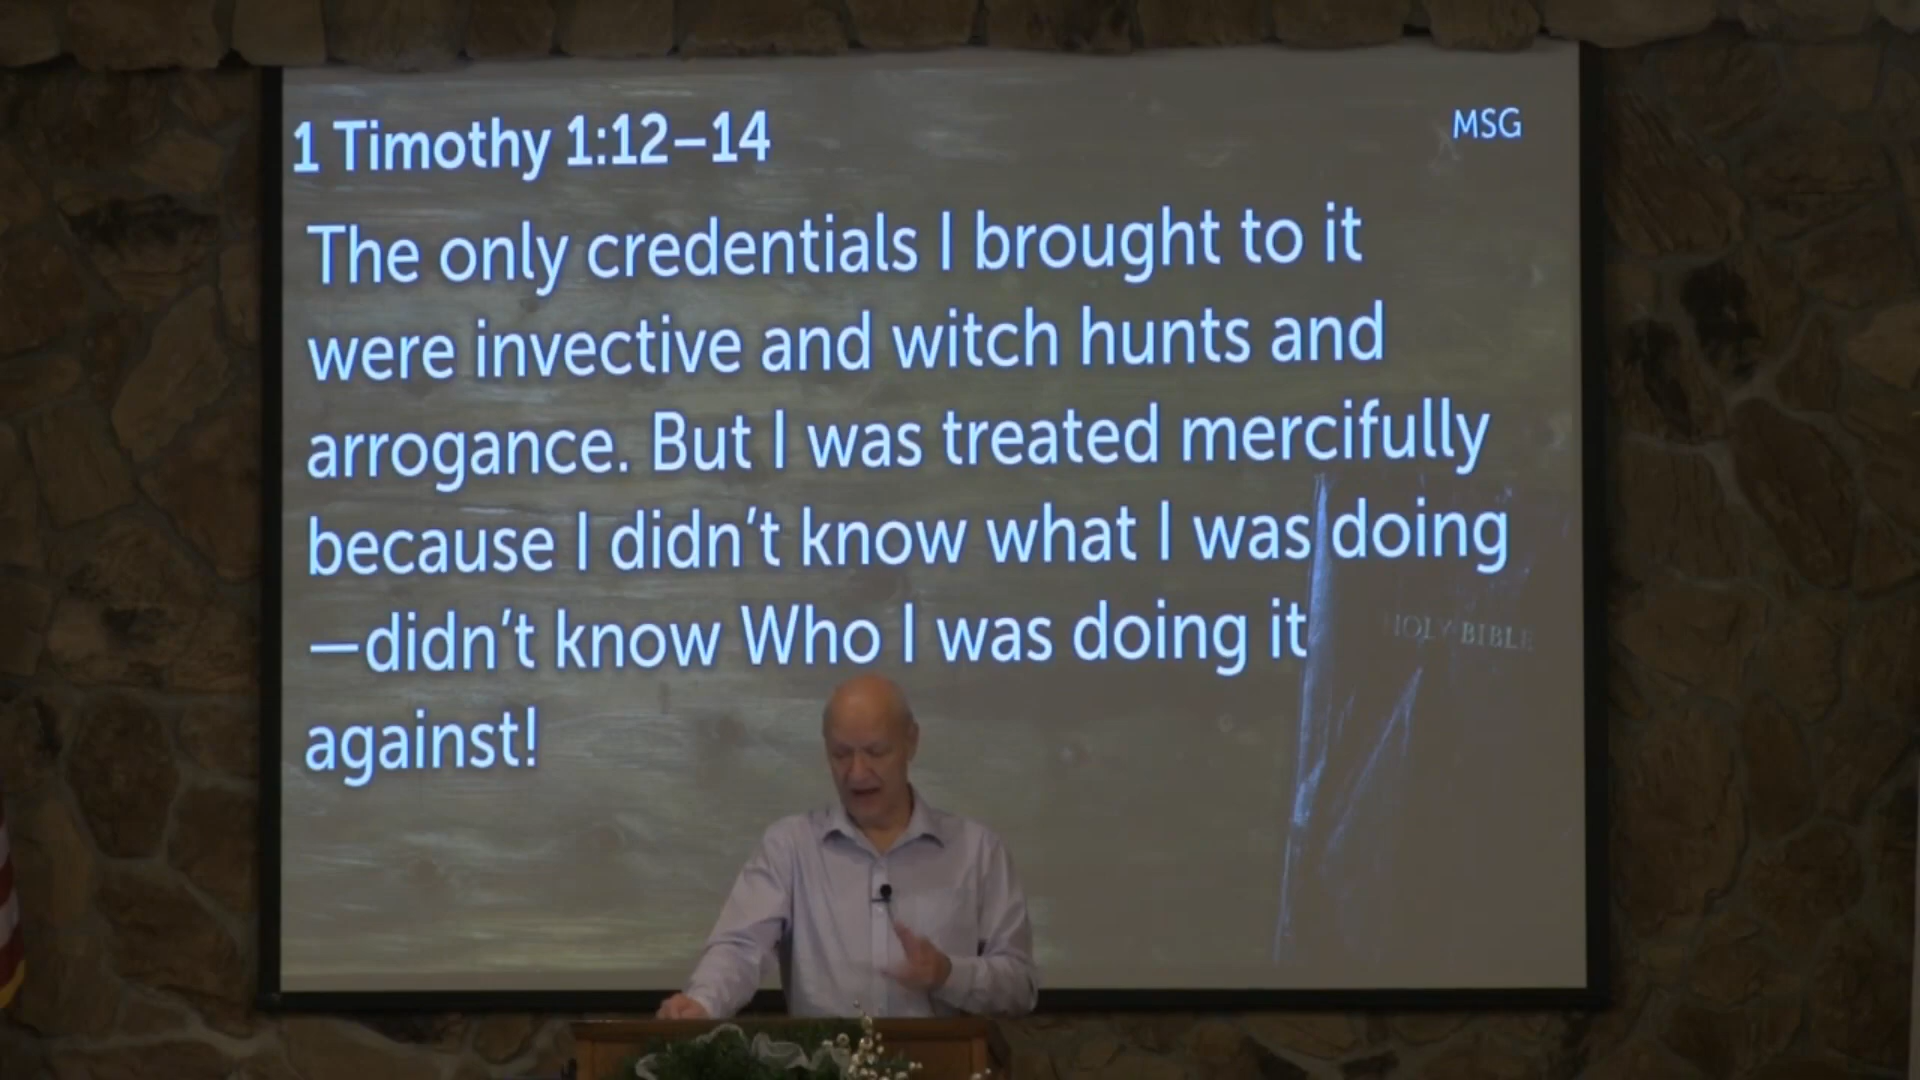 1 Timothy 1:12–14
MSG
The only credentials I brought to it
were invective and witch hunts and
arrogance. But I was treated mercifully
because I didn’t know what I was doing
—didn’t know Who I was doing it
against!
HOLY BIBLE